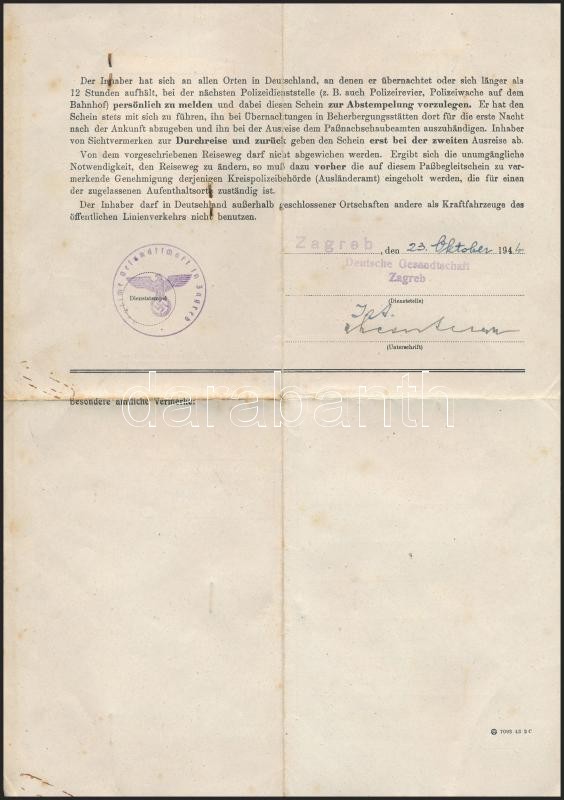 Der Inhaber hat sich an allen Orten in Deutschland, an denen er übernachtet oder sich länger als
12 Stunden aufhält, bei der nächsten Polizeidienststelle (z. B. auch Polizeirevier, Polizeiwache auf dem
Bahnhof) persönlich zu melden und dabei diesen Schein zur Abstempelung vorzulegen. Er hat den
Schein stets mit sich zu führen, ihn bei Übernachtungen in Beherbergungsstätten dort für die erste Nacht
nach der Ankunft abzugeben und ihn bei der Ausreise dem Paßnachschaubeamten auszuhändigen. Inhaber
von Sichtvermerken zur Durchreise und zurück geben den Schein erst bei der zweiten Ausreise ab.
Von dem vorgeschriebenen Reiseweg darf nicht abgewichen werden. Ergibt sich die unumgängliche
Notwendigkeit, den Reiseweg zu ändern, so muß dazu vorher die auf diesem Paßbegleitschein zu ver-
merkende Genehmigung derjenigen Kreispolizeibehörde (Ausländeramt) eingeholt werden, die für einen
der zugelassenen Aufenthaltsorte zuständig ist.
Der Inhaber darf in Deutschland außerhalb geschlossener Ortschaften andere als Kraftfahrzeuge des
öffentlichen Linienverkehrs nicht benutzen.
Zagreb, den 23. Oktober 1944
Deutsche Gesandtschaft
Zagreb
Gesandtschaft in Zagreb
Dienststempel
(Dienststelle)
(Unterschrift)
Besondere amtliche Vermerke:
darabanth
7093 43 2 C